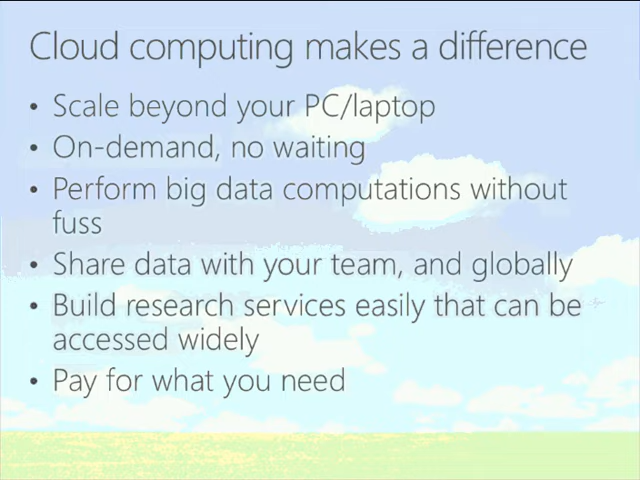 Cloud computing makes a difference
• Scale beyond your PC/laptop
• On-demand, no waiting
• Perform big data computations without
fuss
• Share data with your team, and globally
• Build research services easily that can be
accessed widely
• Pay for what you need